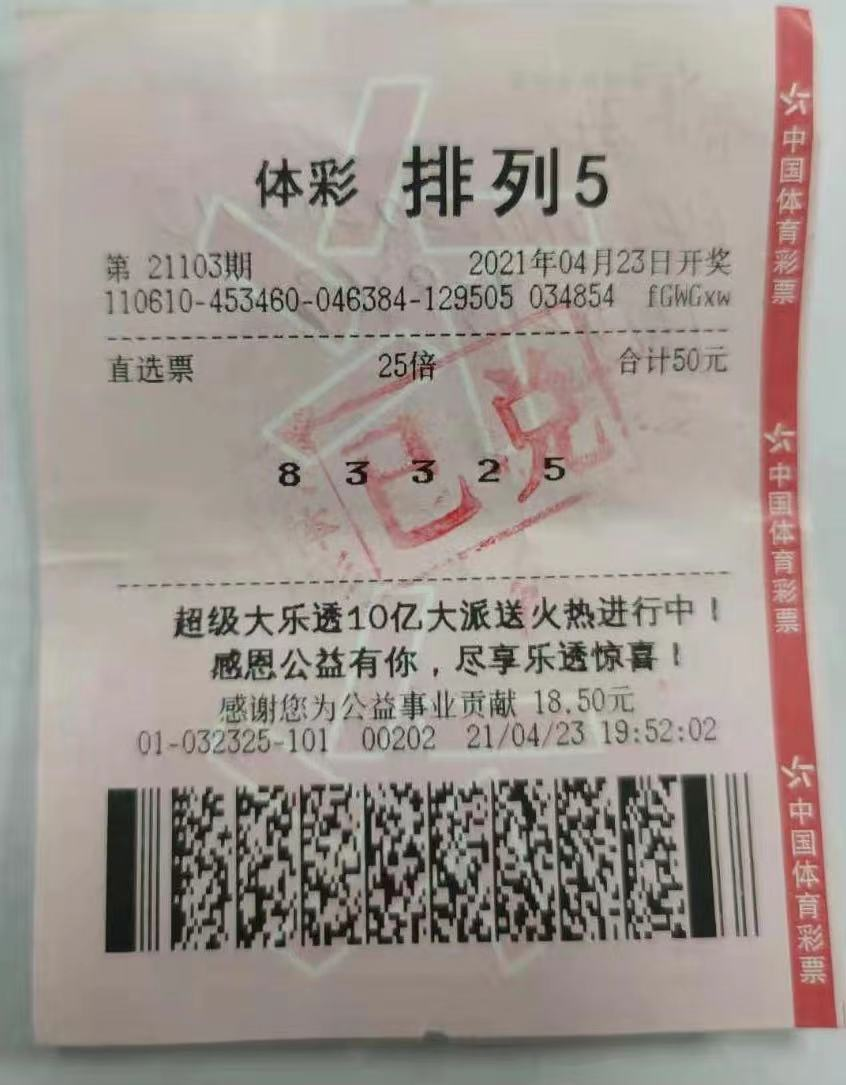 体彩 排列5
第 21103期 2021年04月23日开奖
110610-453460-046384-129505 034854 fGWGxw
直选票 25倍 合计50元
已兑
8 3 3 2 5
超级大乐透10亿大派送火热进行中！
感恩公益有你，尽享乐透惊喜！
感谢您为公益事业贡献 18.50元
01-032325-101 00202 21/04/23 19:52:02
中国体育彩票
中国体育彩票
中国体育彩票